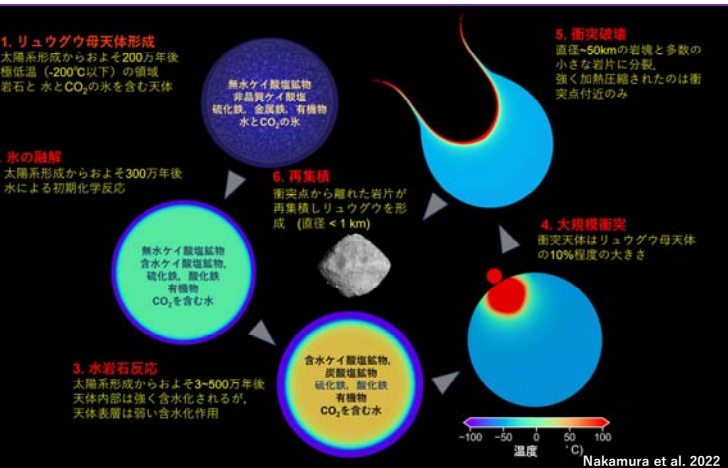 1. リュウグウ母天体形成
太陽系形成からおよそ200万年後
極低温（-200℃以下）の領域
岩石と 水とCO₂の氷を含む天体
無水ケイ酸塩鉱物
非晶質ケイ酸塩
硫化鉄，金属鉄，有機物
水とCO₂の氷
. 氷の融解
太陽系形成からおよそ300万年後
水による初期化学反応
無水ケイ酸塩鉱物
含水ケイ酸塩鉱物,
硫化鉄，酸化鉄
有機物
CO₂を含む水
3. 水岩石反応
太陽系形成からおよそ3~500万年後
天体内部は強く含水化されるが,
天体表層は弱い含水化作用
含水ケイ酸塩鉱物,
炭酸塩鉱物
硫化鉄，酸化鉄
有機物
CO₂を含む水
4. 大規模衝突
衝突天体はリュウグウ母天体
の10%程度の大きさ
5. 衝突破壊
直径~50kmの岩塊と多数の
小さな岩片に分裂,
強く加熱圧縮されたのは衝
突点付近のみ
6. 再集積
衝突点から離れた岩片が
再集積しリュウグウを形
成　(直径 < 1 km)
-100 -50 0 50 100
温度 °C)
Nakamura et al. 2022